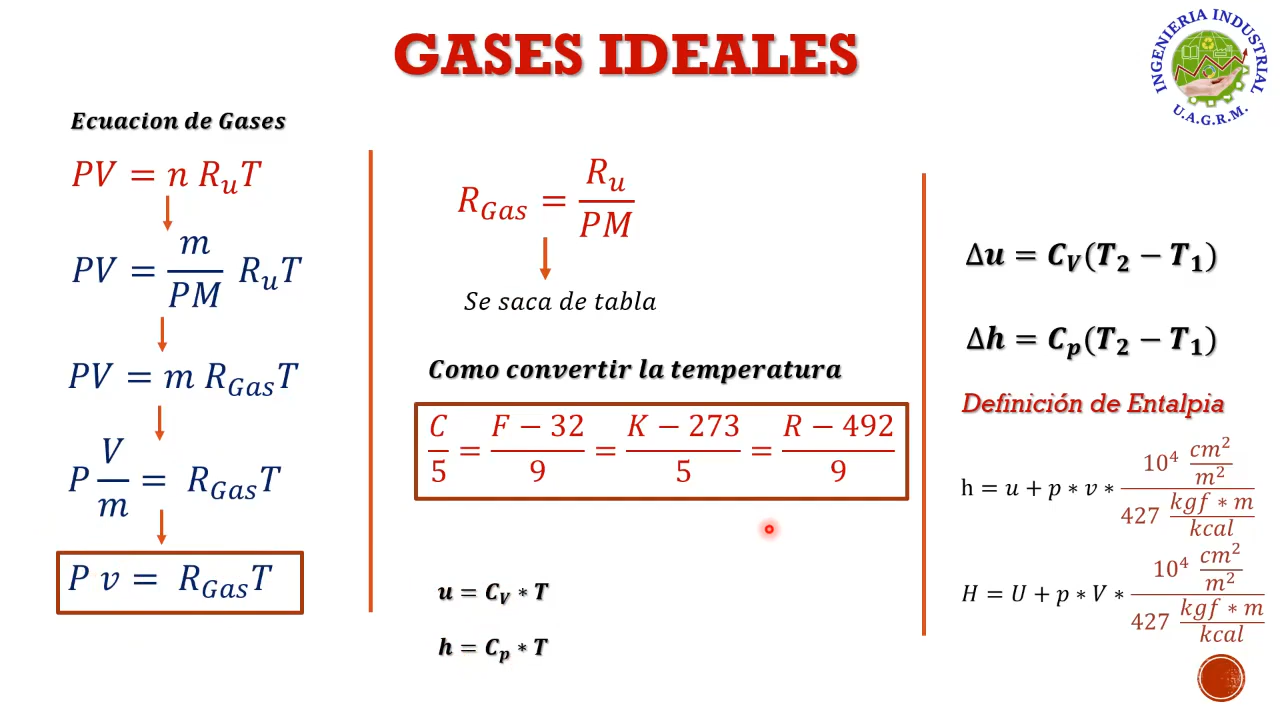 GASES IDEALES
INGENIERIA INDUSTRIAL
U.A.G.R.M.
Ecuacion de Gases
PV = n R_u T
PV = m/PM R_u T
PV = m R_Gas T
P V/m = R_Gas T
P v = R_Gas T
R_Gas = R_u/PM
Se saca de tabla
Como convertir la temperatura
C/5 = (F − 32)/9 = (K − 273)/5 = (R − 492)/9
u = C_V * T
h = C_p * T
Δu = C_V(T_2 − T_1)
Δh = C_p(T_2 − T_1)
Definición de Entalpia
h = u + p * v * (10^4 cm^2/m^2)/(427 kgf * m/kcal)
H = U + p * V * (10^4 cm^2/m^2)/(427 kgf * m/kcal)